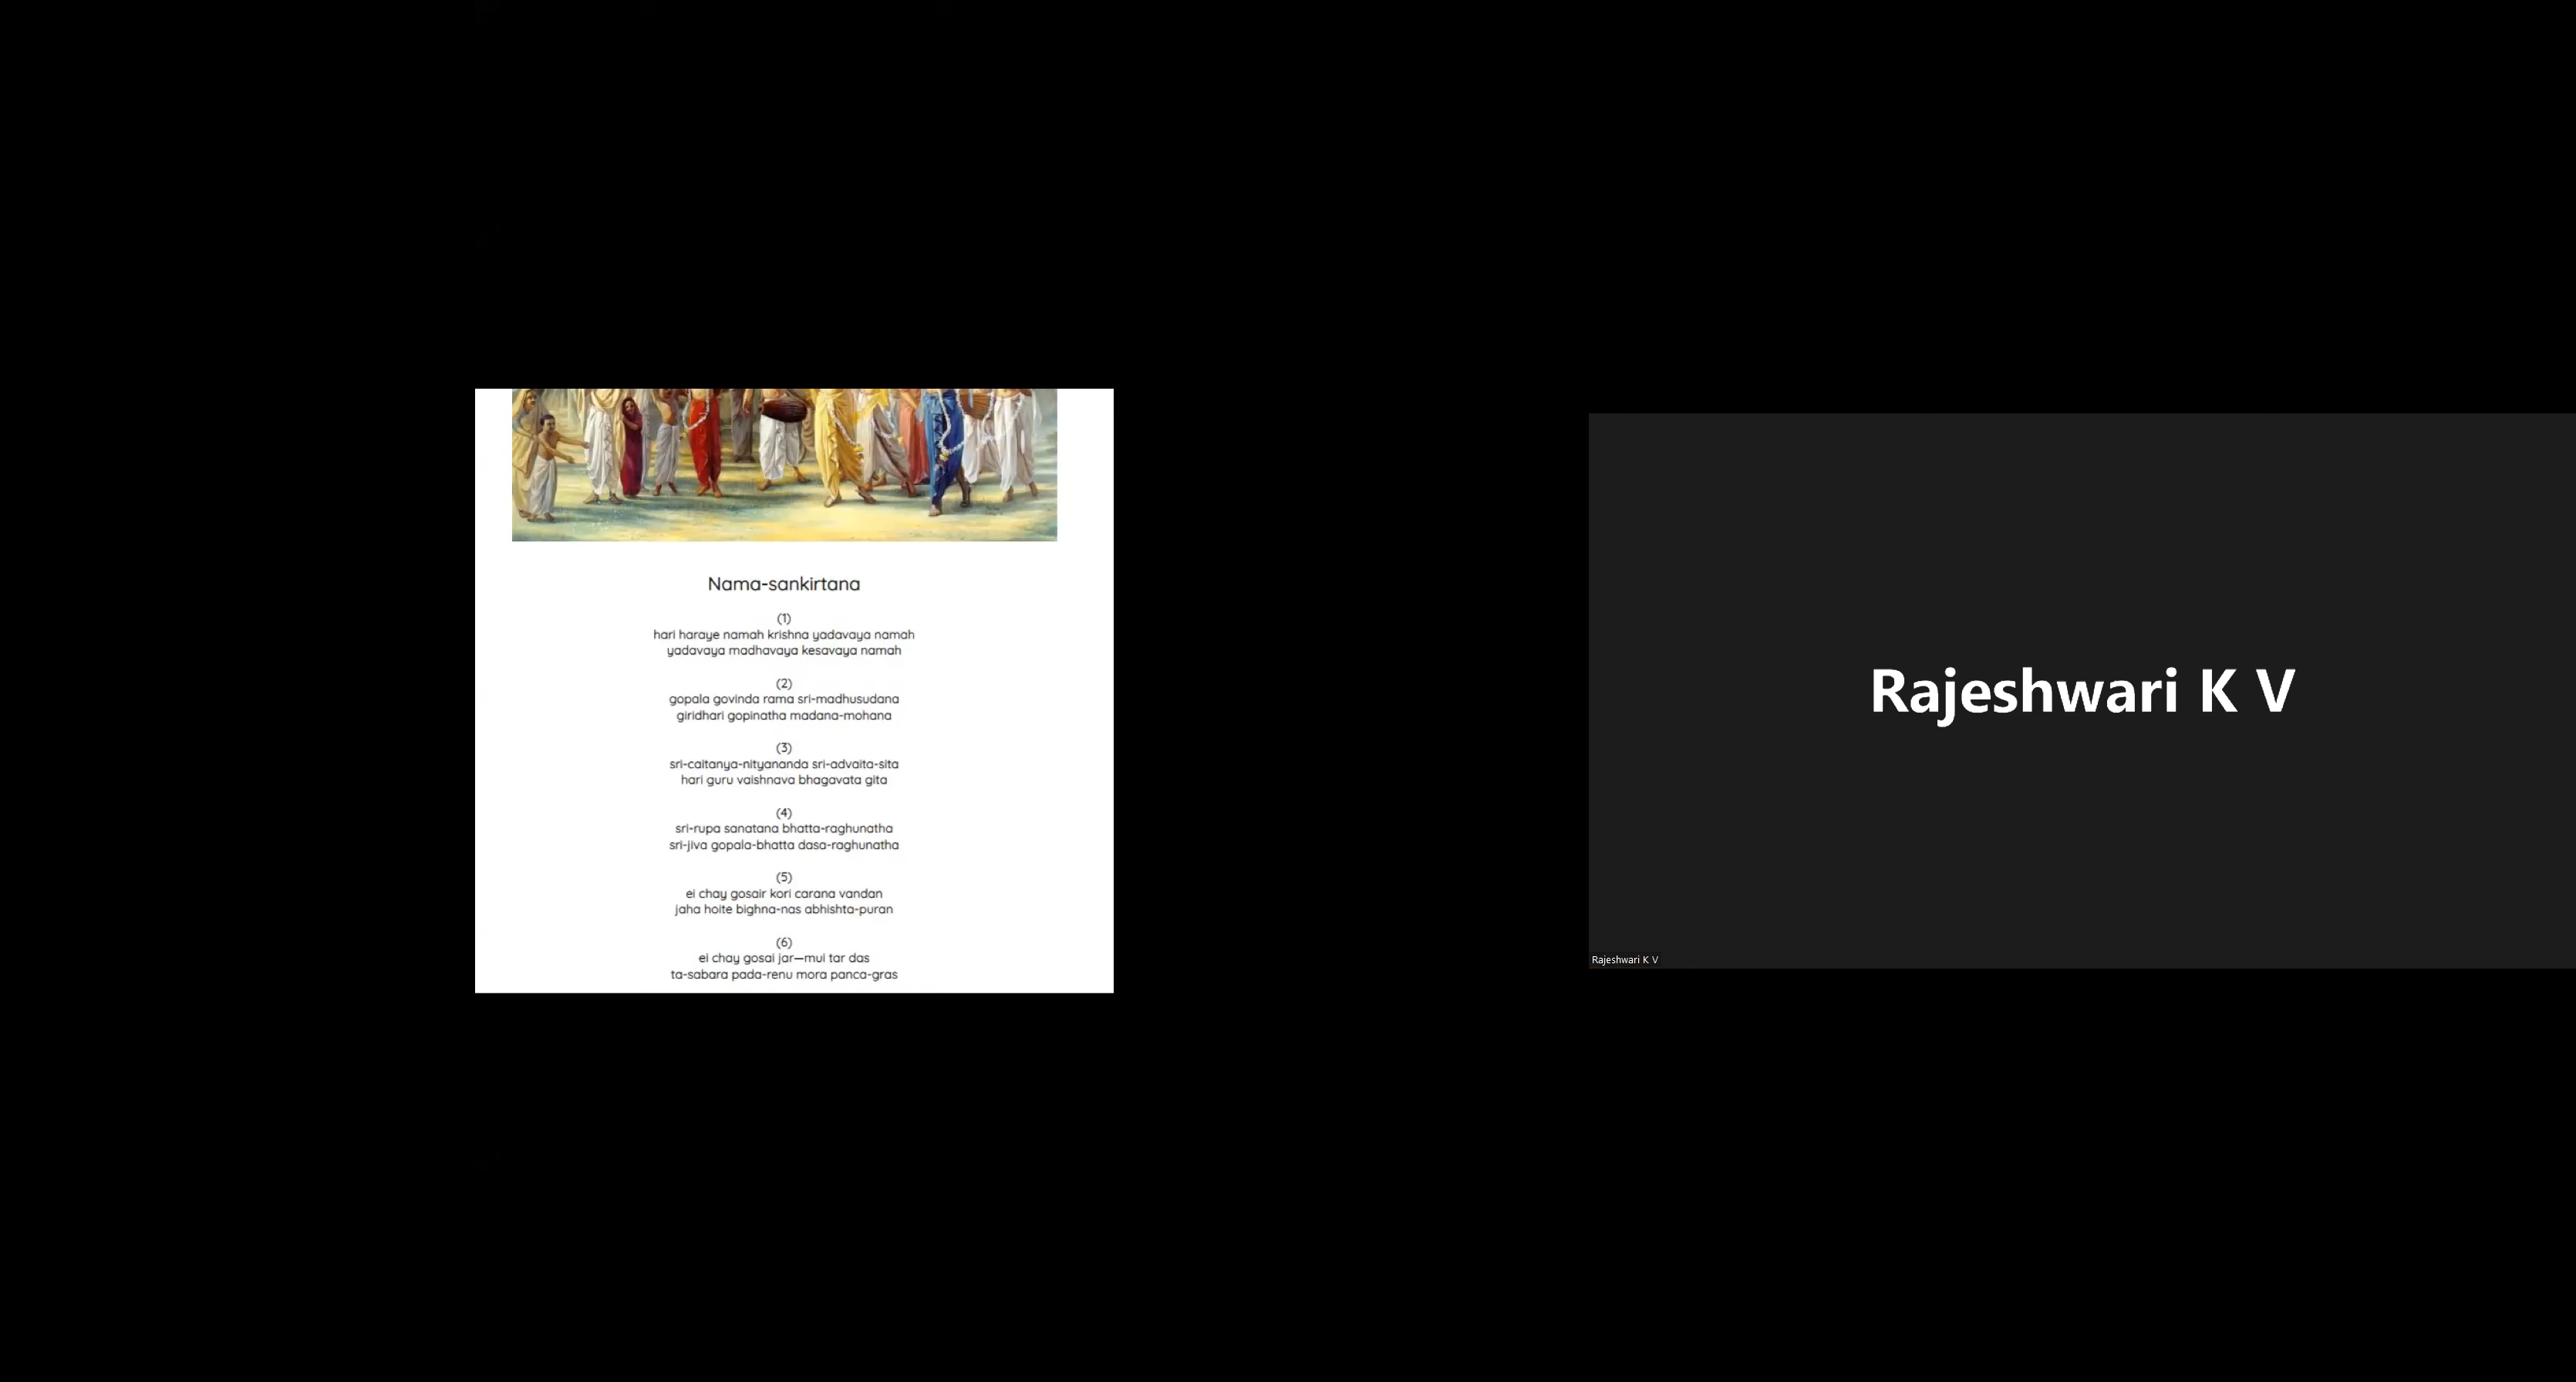 Nama-sankirtana
(1)
hari haraye namah krishna yadavaya namah
yadavaya madhavaya kesavaya namah
(2)
gopala govinda rama sri-madhusudana
giridhari gopinatha madana-mohana
(3)
sri-caitanya-nityananda sri-advaita-sita
hari guru vaishnava bhagavata gita
(4)
sri-rupa sanatana bhatta-raghunatha
sri-jiva gopala-bhatta dasa-raghunatha
(5)
ei chay gosair kori carana vandan
jaha hoite bighna-nas abhishta-puran
(6)
ei chay gosai jar—mui tar das
ta-sabara pada-renu mora panca-gras
Rajeshwari K V
Rajeshwari K V